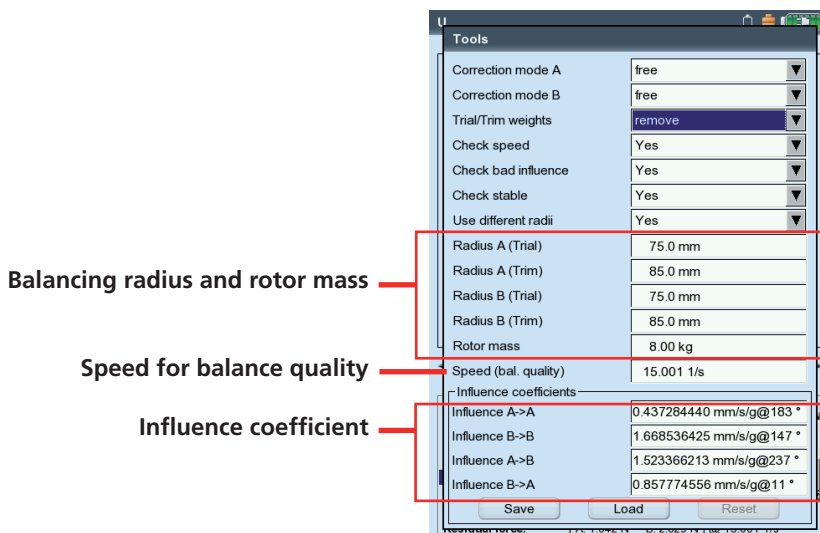 U
Tools
Correction mode A free
Correction mode B free
Trial/Trim weights remove
Check speed Yes
Check bad influence Yes
Check stable Yes
Use different radii Yes
Radius A (Trial) 75.0 mm
Radius A (Trim) 85.0 mm
Balancing radius and rotor mass
Radius B (Trial) 75.0 mm
Radius B (Trim) 85.0 mm
Rotor mass 8.00 kg
Speed for balance quality
Speed (bal. quality) 15.001 1/s
Influence coefficients
Influence A->A 0.437284440 mm/s/g@183 °
Influence coefficient
Influence B->B 1.668536425 mm/s/g@147 °
Influence A->B 1.523366213 mm/s/g@237 °
Influence B->A 0.857774556 mm/s/g@11 °
Save Load Reset